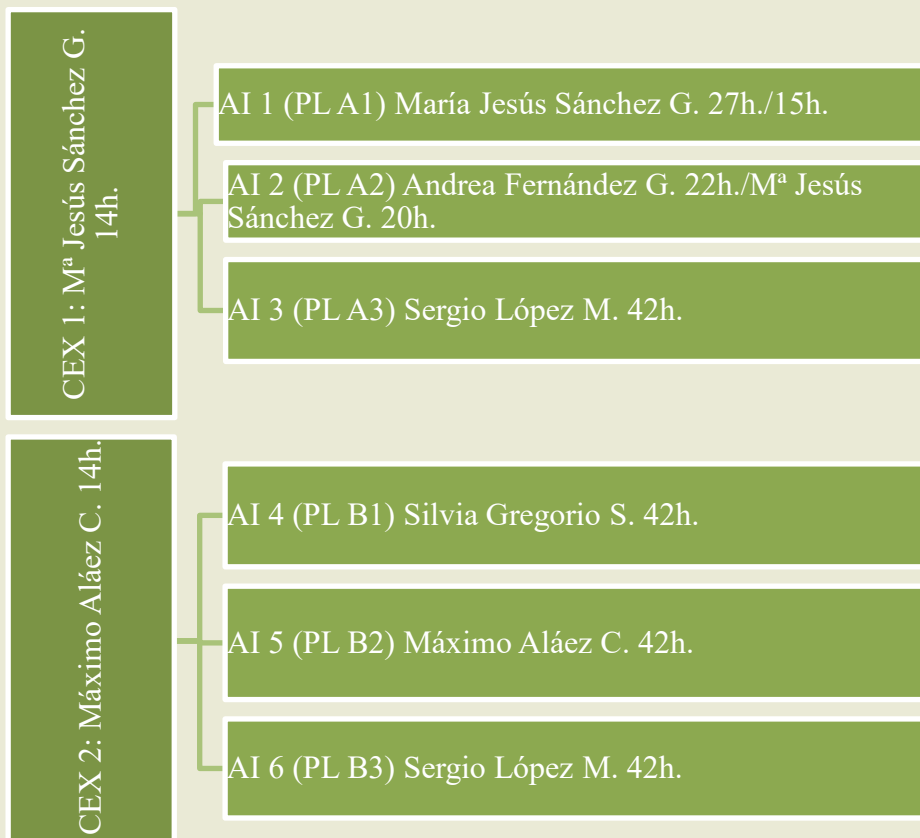 CEX 1: Mª Jesús Sánchez G.
14h.
AI 1 (PL A1) María Jesús Sánchez G. 27h./15h.
AI 2 (PL A2) Andrea Fernández G. 22h./Mª Jesús
Sánchez G. 20h.
AI 3 (PL A3) Sergio López M. 42h.
CEX 2: Máximo Aláez C. 14h.
AI 4 (PL B1) Silvia Gregorio S. 42h.
AI 5 (PL B2) Máximo Aláez C. 42h.
AI 6 (PL B3) Sergio López M. 42h.